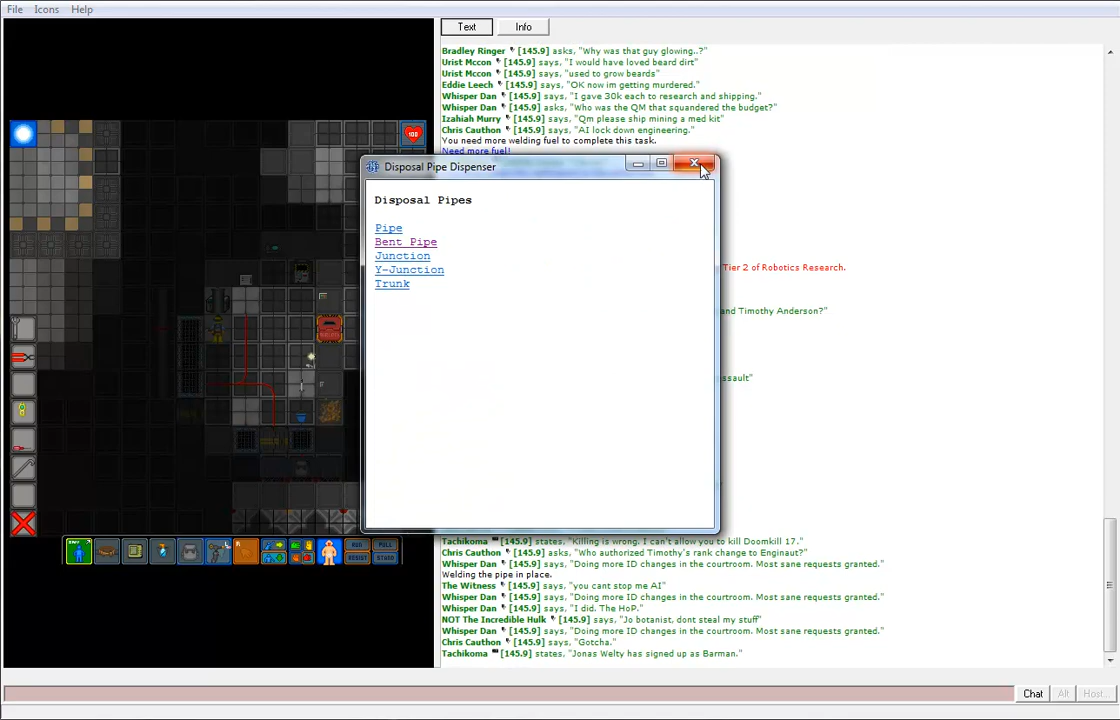 File Icons Help
Text Info
Bradley Ringer [145.9] asks, "Why was that guy glowing..?"
Urist Mccon [145.9] says, "I would have loved beard dirt"
Urist Mccon [145.9] says, "used to grow beards"
Eddie Leech [145.9] says, "OK now im getting murdered."
Whisper Dan [145.9] says, "I gave 30k each to research and shipping."
Whisper Dan [145.9] asks, "Who was the QM that squandered the budget?"
Izahiah Murry [145.9] says, "Qm please ship mining a med kit"
Chris Cauthon [145.9] says, "AI lock down engineering."
You need more welding fuel to complete this task.
Need more fuel!
100
Disposal Pipe Dispenser
Disposal Pipes
Pipe
Bent Pipe
Junction
Y-Junction
Trunk
Tier 2 of Robotics Research.
and Timothy Anderson?"
ssault"
Tachikoma [145.9] states, "Killing is wrong. I can't allow you to kill Doomkill 17."
Chris Cauthon [145.9] asks, "Who authorized Timothy's rank change to Enginaut?"
Whisper Dan [145.9] says, "Doing more ID changes in the courtroom. Most sane requests granted."
Welding the pipe in place.
The Witness [145.9] says, "you cant stop me AI"
Whisper Dan [145.9] says, "Doing more ID changes in the courtroom. Most sane requests granted."
Whisper Dan [145.9] says, "I did. The HoP."
NOT The Incredible Hulk [145.9] says, "Jo botanist, dont steal my stuff"
Whisper Dan [145.9] says, "Doing more ID changes in the courtroom. Most sane requests granted."
Chris Cauthon [145.9] says, "Gotcha."
Tachikoma [145.9] states, "Jonas Welty has signed up as Barman."
RUN PULL
RESIST STAND
Chat Alt Host...